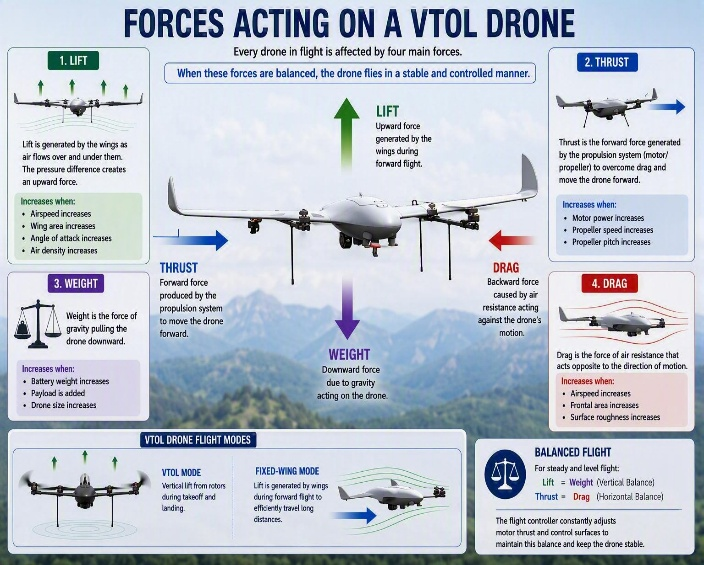 FORCES ACTING ON A VTOL DRONE
Every drone in flight is affected by four main forces.
When these forces are balanced, the drone flies in a stable and controlled manner.
1. LIFT
Lift is generated by the wings as
air flows over and under them.
The pressure difference creates
an upward force.
Increases when:
• Airspeed increases
• Wing area increases
• Angle of attack increases
• Air density increases
2. THRUST
Thrust is the forward force generated
by the propulsion system (motor/
propeller) to overcome drag and
move the drone forward.
Increases when:
• Motor power increases
• Propeller speed increases
• Propeller pitch increases
LIFT
Upward force
generated by the
wings during
forward flight.
THRUST
Forward force
produced by the
propulsion system
to move the drone
forward.
DRAG
Backward force
caused by air
resistance acting
against the drone's
motion.
WEIGHT
Downward force
due to gravity
acting on the drone.
3. WEIGHT
Weight is the force of
gravity pulling the
drone downward.
Increases when:
• Battery weight increases
• Payload is added
• Drone size increases
4. DRAG
Drag is the force of air resistance that
acts opposite to the direction of motion.
Increases when:
• Airspeed increases
• Frontal area increases
• Surface roughness increases
VTOL DRONE FLIGHT MODES
VTOL MODE
Vertical lift from rotors
during takeoff and
landing.
FIXED-WING MODE
Lift is generated by wings
during forward flight to
efficiently travel long
distances.
BALANCED FLIGHT
For steady and level flight:
Lift = Weight (Vertical Balance)
Thrust = Drag (Horizontal Balance)
The flight controller constantly adjusts
motor thrust and control surfaces to
maintain this balance and keep the drone stable.